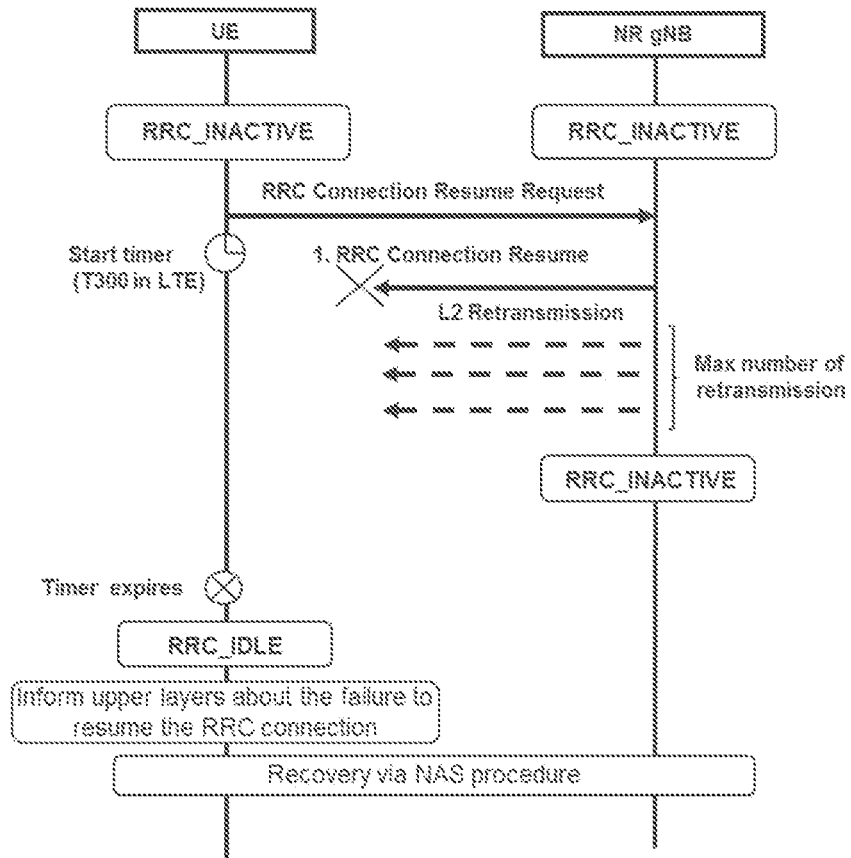 UE
NR gNB
RRC_INACTIVE
RRC_INACTIVE
RRC Connection Resume Request
Start timer
(T300 in LTE)
1. RRC Connection Resume
L2 Retransmission
Max number of
retransmission
RRC_INACTIVE
Timer expires
RRC_IDLE
Inform upper layers about the failure to
resume the RRC connection
Recovery via NAS procedure